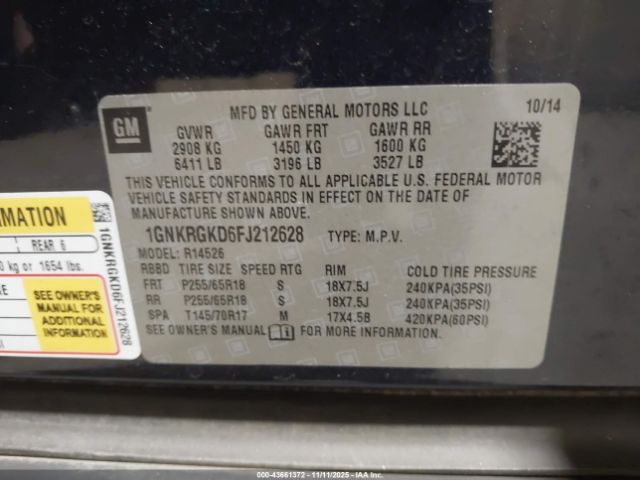 GM
MFD BY GENERAL MOTORS LLC 10/14
GVWR GAWR FRT GAWR RR
2908 KG 1450 KG 1600 KG
6411 LB 3196 LB 3527 LB
THIS VEHICLE CONFORMS TO ALL APPLICABLE U.S. FEDERAL MOTOR
VEHICLE SAFETY STANDARDS IN EFFECT ON THE DATE OF
MANUFACTURE SHOWN ABOVE.
1GNKRGKD6FJ212628 TYPE: M.P.V.
MODEL: R14526
RBBD TIRE SIZE SPEED RTG RIM COLD TIRE PRESSURE
FRT P255/65R18 S 18X7.5J 240KPA(35PSI)
RR P255/65R18 S 18X7.5J 240KPA(35PSI)
SPA T145/70R17 M 17X4.5B 420KPA(60PSI)
SEE OWNER'S MANUAL FOR MORE INFORMATION
REAR 6
kg or 1654 lbs.
SEE OWNER'S
MANUAL FOR
ADDITIONAL
INFORMATION
1GNKRGKD6FJ212628
000-43661372 - 11/11/2025 - IAA Chicago-North